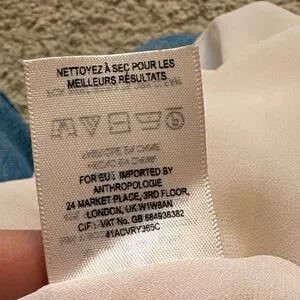 NETTOYEZ À SEC POUR LES
MEILLEURS RÉSULTATS
FOR EU: IMPORTED BY
ANTHROPOLOGIE
24 MARKET PLACE, 3RD FLOOR,
LONDON, UK W1W8AN
CIF: VAT No. GB 684936382
41ACVRY369C